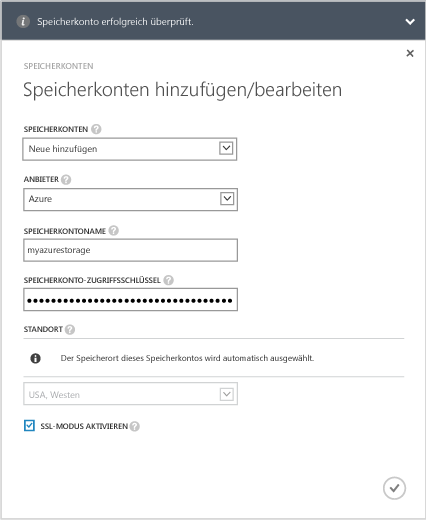 Speicherkonto erfolgreich überprüft.
SPEICHERKONTEN
Speicherkonten hinzufügen/bearbeiten
SPEICHERKONTEN
Neue hinzufügen
ANBIETER
Azure
SPEICHERKONTONAME
myazurestorage
SPEICHERKONTO-ZUGRIFFSSCHLÜSSEL
STANDORT
Der Speicherort dieses Speicherkontos wird automatisch ausgewählt.
USA, Westen
SSL-MODUS AKTIVIEREN